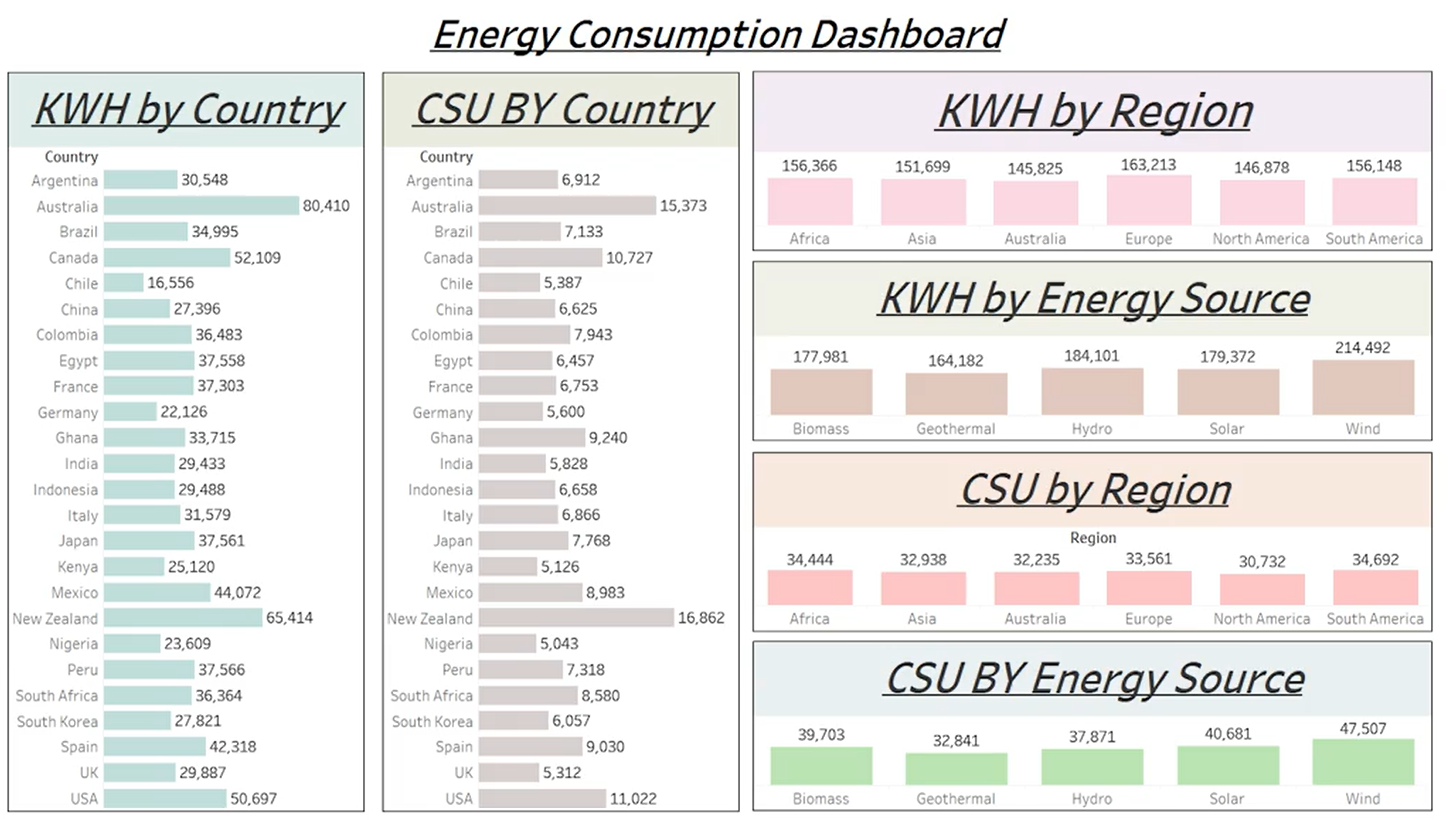 Energy Consumption Dashboard
KWH by Country
Country
Argentina 30,548
Australia 80,410
Brazil 34,995
Canada 52,109
Chile 16,556
China 27,396
Colombia 36,483
Egypt 37,558
France 37,303
Germany 22,126
Ghana 33,715
India 29,433
Indonesia 29,488
Italy 31,579
Japan 37,561
Kenya 25,120
Mexico 44,072
New Zealand 65,414
Nigeria 23,609
Peru 37,566
South Africa 36,364
South Korea 27,821
Spain 42,318
UK 29,887
USA 50,697
CSU BY Country
Country
Argentina 6,912
Australia 15,373
Brazil 7,133
Canada 10,727
Chile 5,387
China 6,625
Colombia 7,943
Egypt 6,457
France 6,753
Germany 5,600
Ghana 9,240
India 5,828
Indonesia 6,658
Italy 6,866
Japan 7,768
Kenya 5,126
Mexico 8,983
New Zealand 16,862
Nigeria 5,043
Peru 7,318
South Africa 8,580
South Korea 6,057
Spain 9,030
UK 5,312
USA 11,022
KWH by Region
156,366 151,699 145,825 163,213 146,878 156,148
Africa Asia Australia Europe North America South America
KWH by Energy Source
177,981 164,182 184,101 179,372 214,492
Biomass Geothermal Hydro Solar Wind
CSU by Region
Region
34,444 32,938 32,235 33,561 30,732 34,692
Africa Asia Australia Europe North America South America
CSU BY Energy Source
39,703 32,841 37,871 40,681 47,507
Biomass Geothermal Hydro Solar Wind